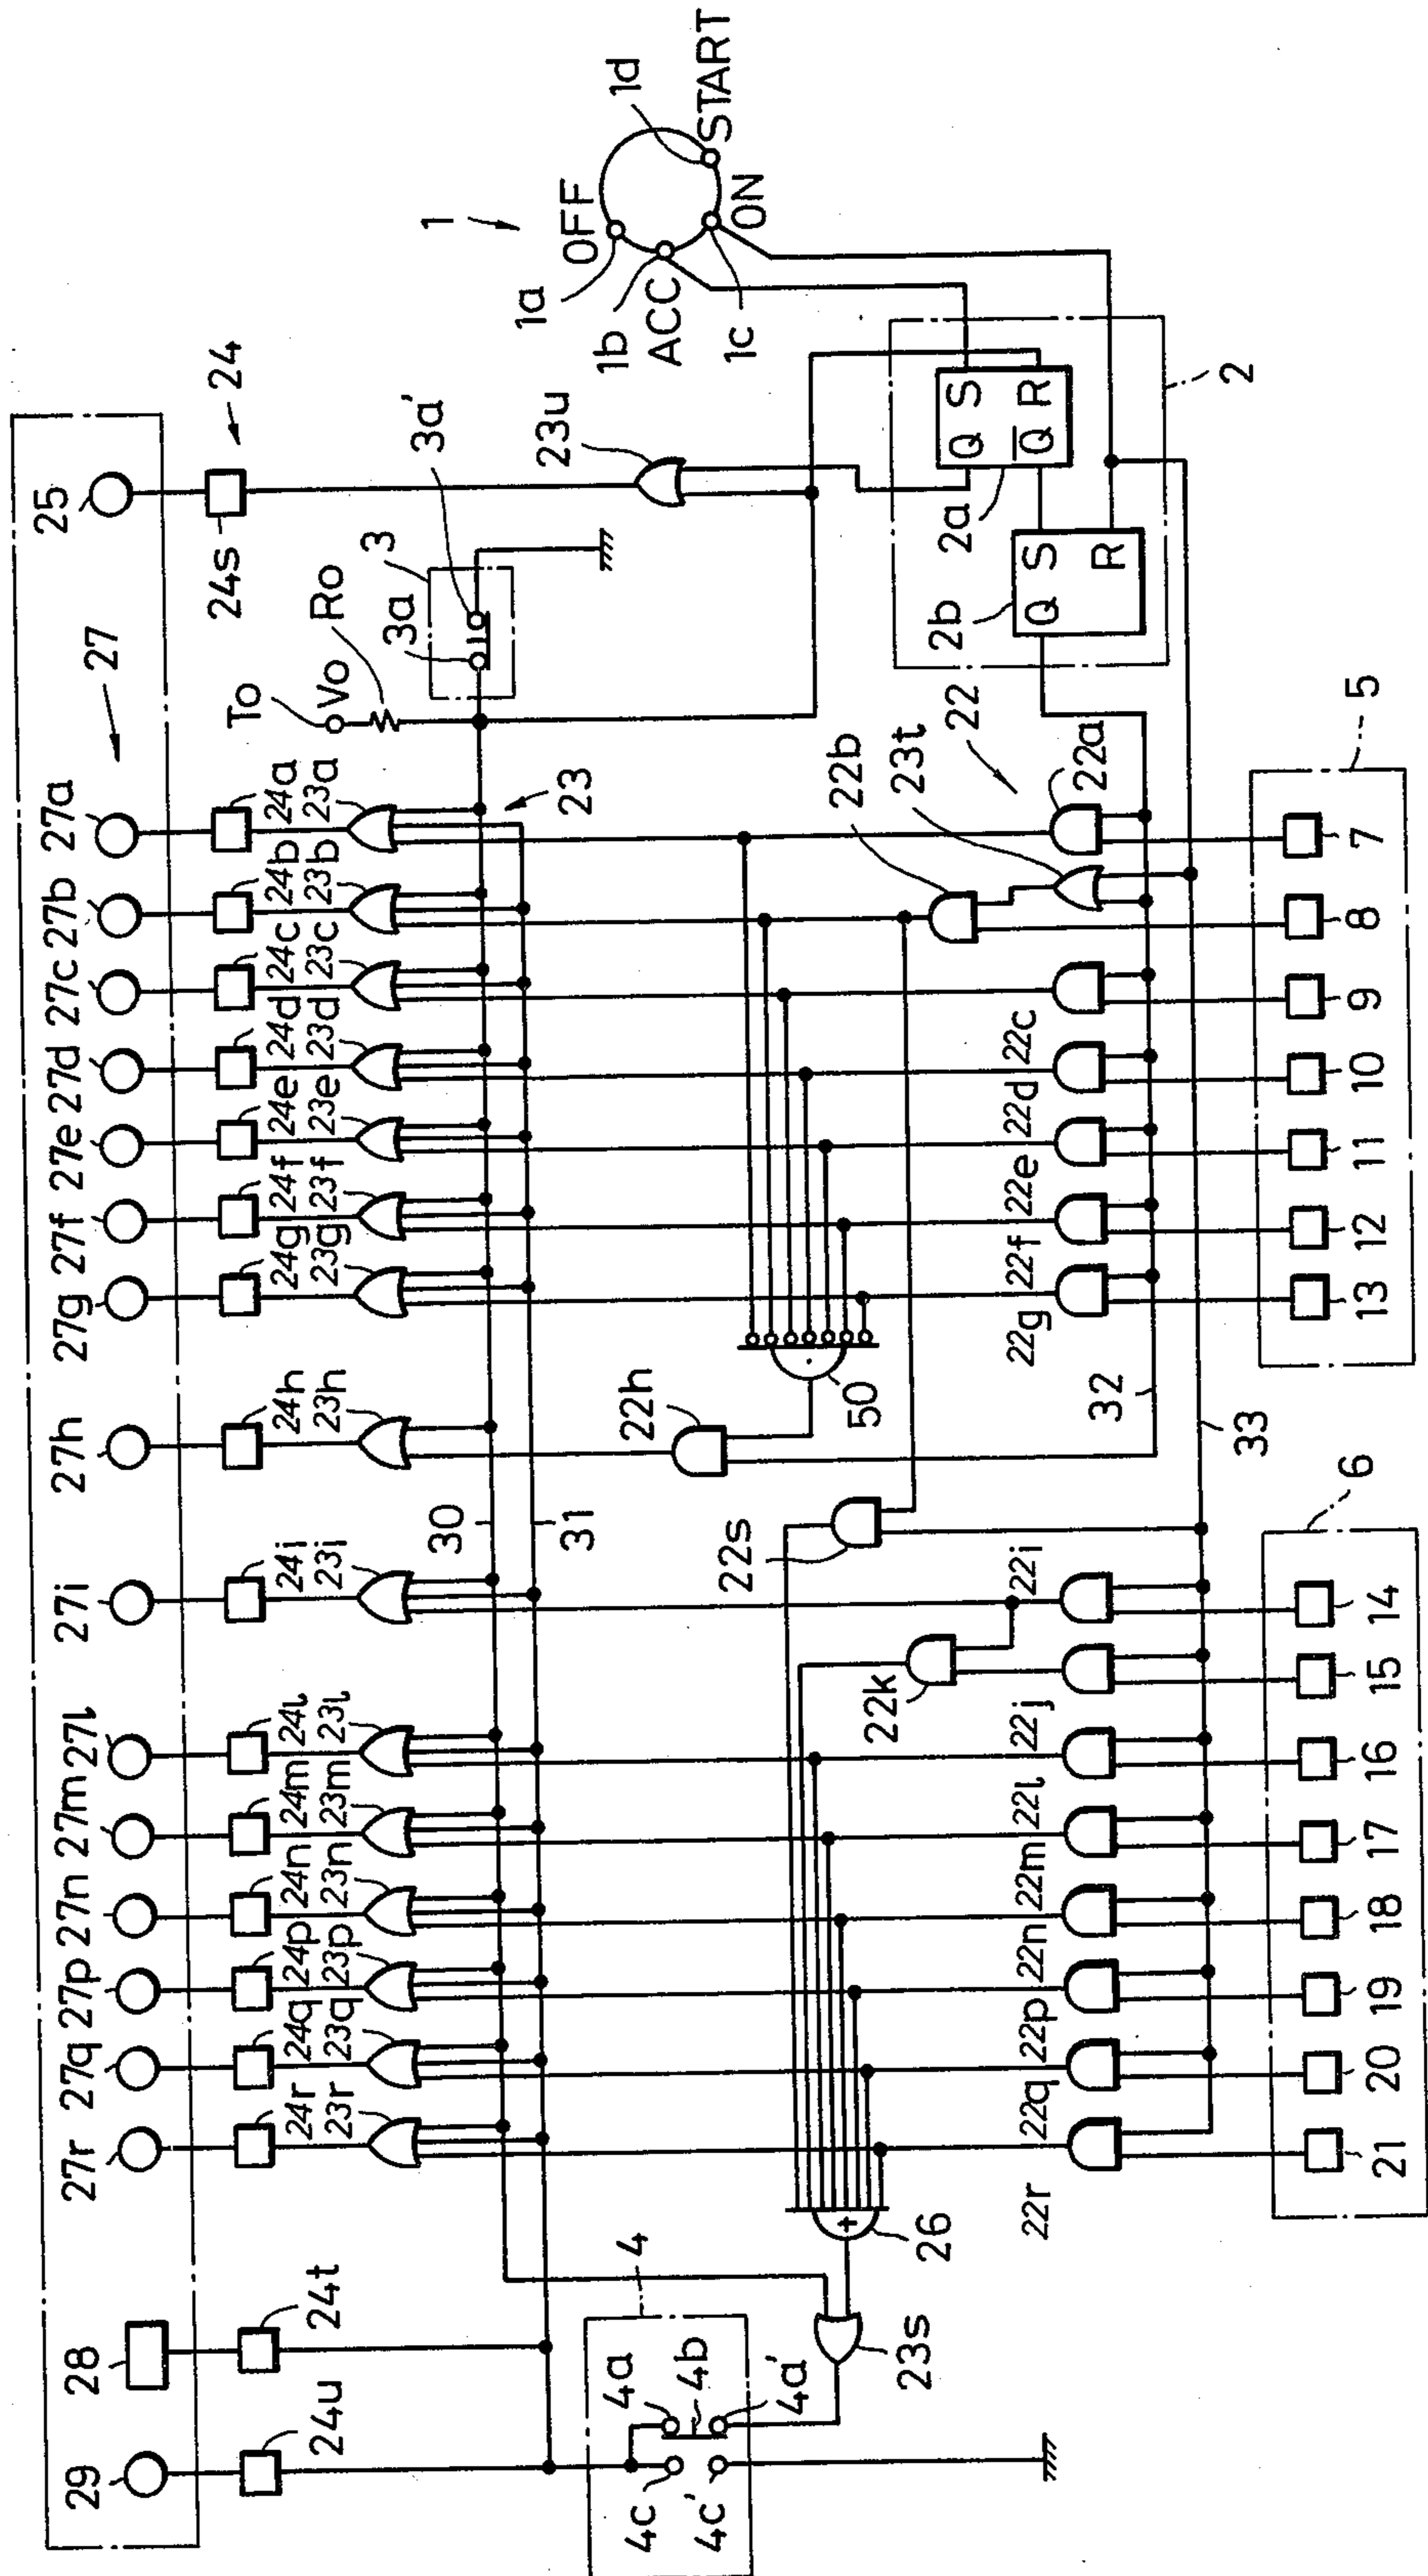 29 28 27r 27q 27p 27n 27m 27l 27i 27h 27g 27f 27e 27d 27c 27b 27a 27 25
24u 24t 24r 24q 24p 24n 24m 24l 24i 24h 24g 24f 24e 24d 24c 24b 24a 24s 24
23r 23q 23p 23n 23m 23l 23i 23h 23g 23f 23e 23d 23c 23b 23a
To Vo Ro
30 31 23 3a 3 3a' 23u
4 4a 4b 4a' 4c 4c'
1 1a OFF 1b ACC 1c ON 1d START
23s 26 + 22s 22k 22h 50 22b 23t 22
2b Q S R 2a Q S Q̅ R 2
22r 22q 22p 22n 22m 22l 22j 22i 22g 22f 22e 22d 22c 22a
32 33
6 5
21 20 19 18 17 16 15 14 13 12 11 10 9 8 7